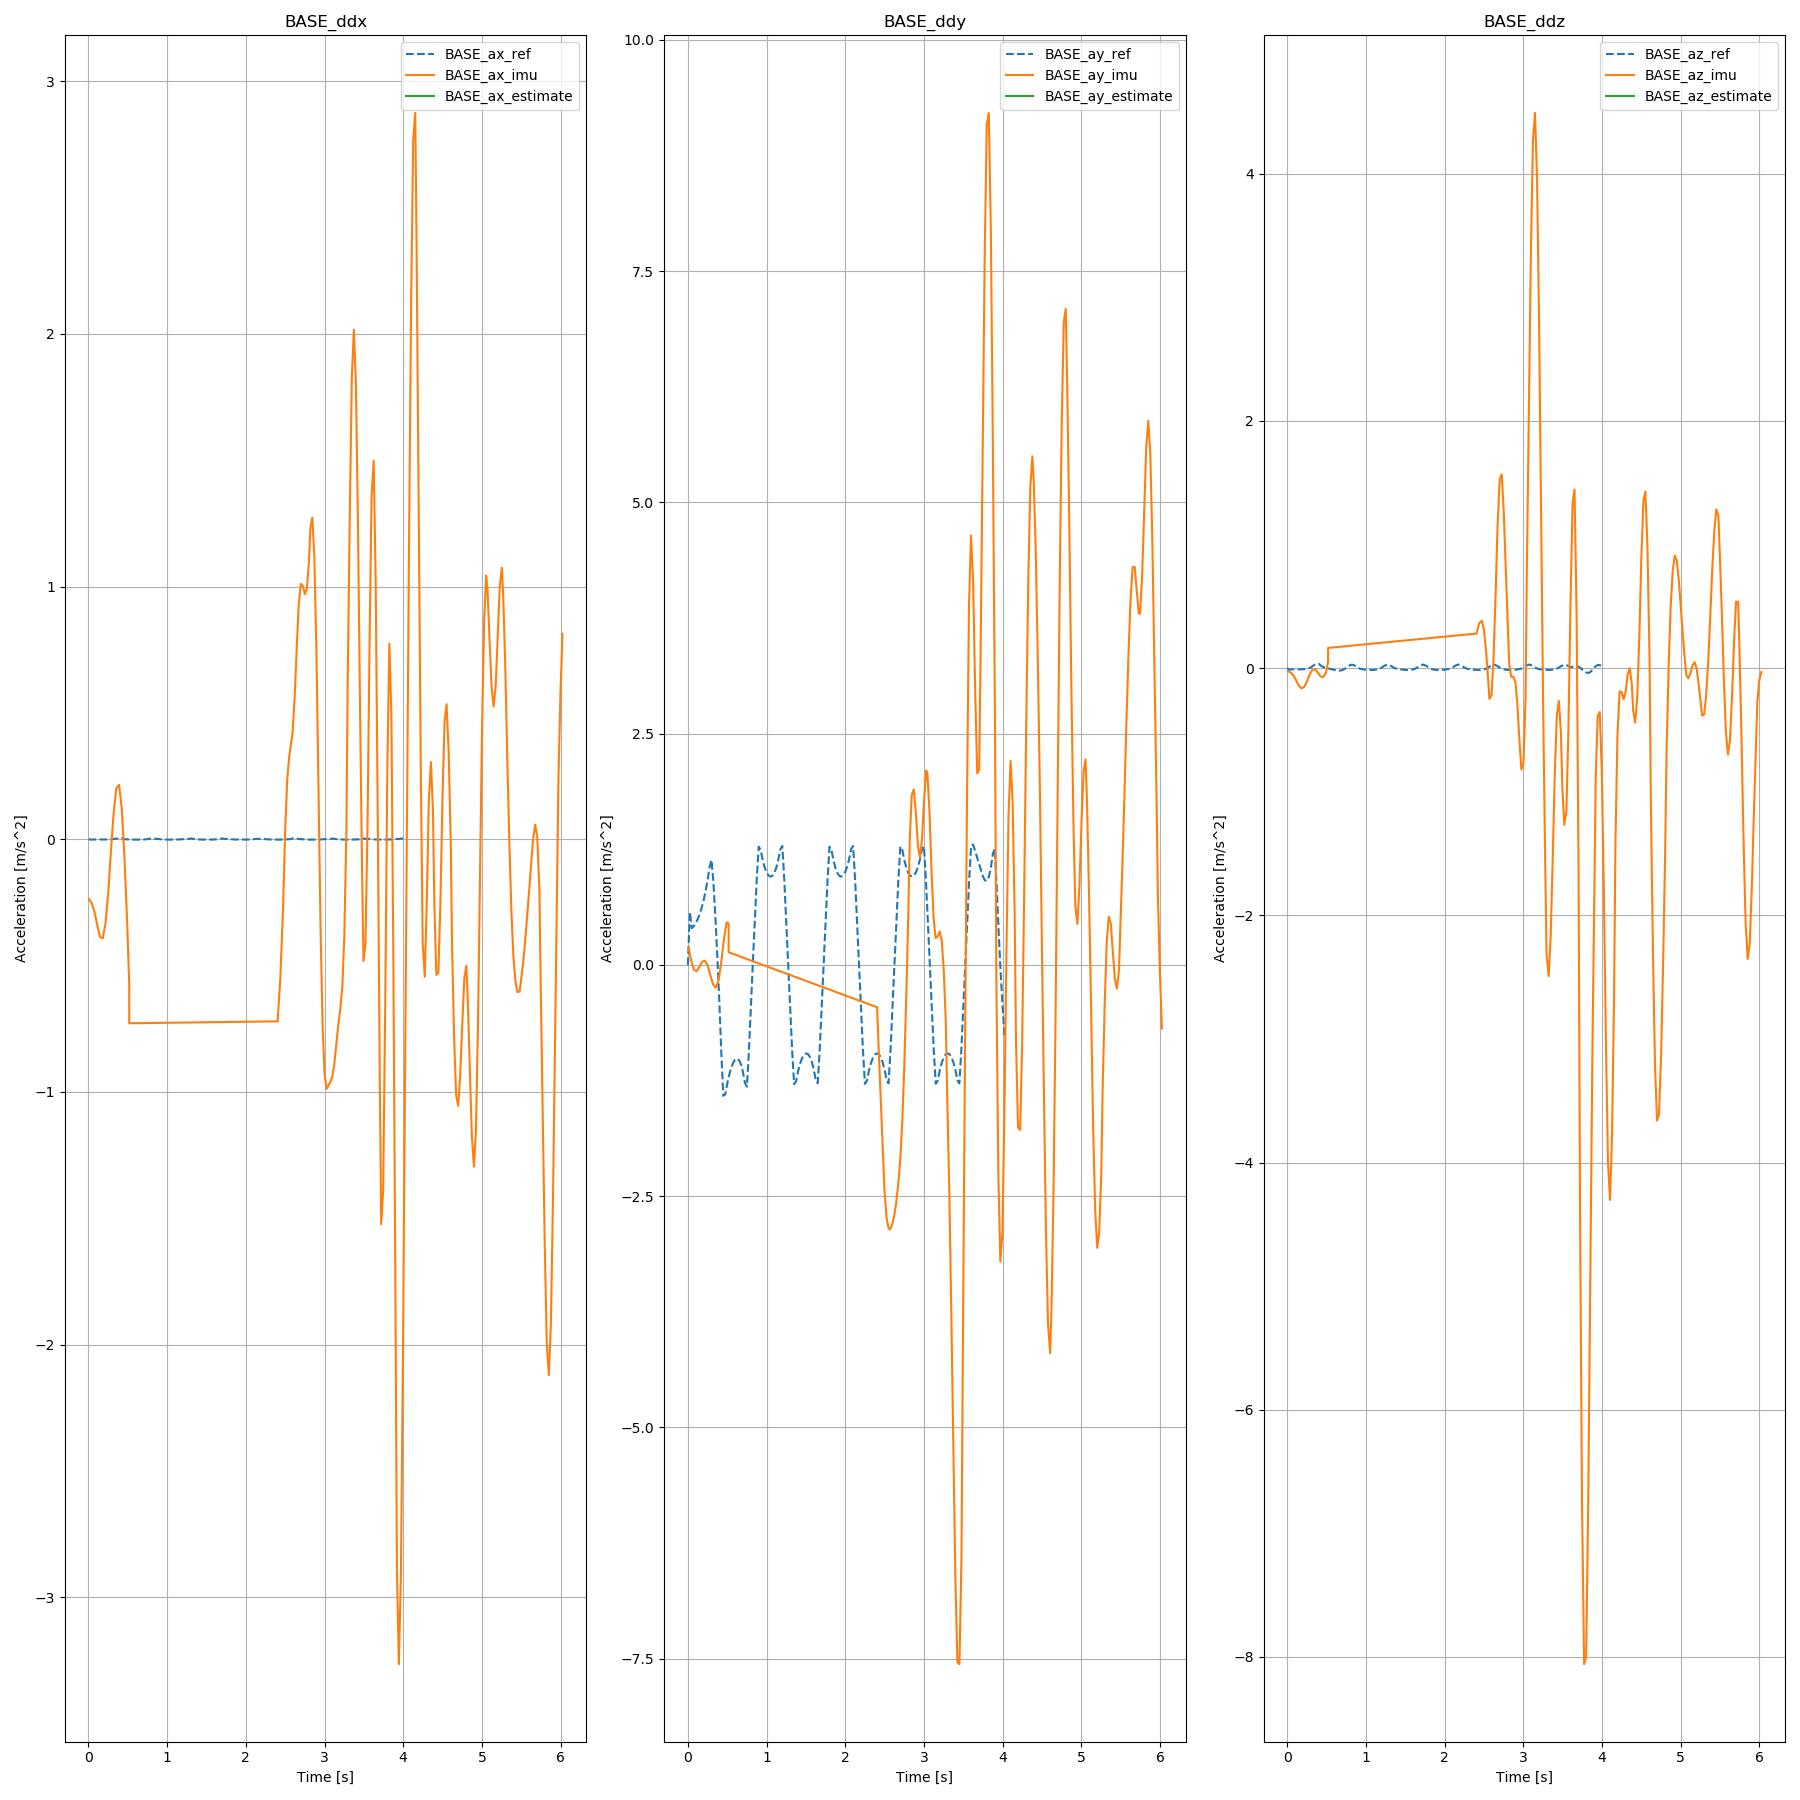 BASE_ddx
BASE_ax_ref
BASE_ax_imu
BASE_ax_estimate
3
2
1
0
−1
−2
−3
Acceleration [m/s^2]
0 1 2 3 4 5 6
Time [s]
BASE_ddy
BASE_ay_ref
BASE_ay_imu
BASE_ay_estimate
10.0
7.5
5.0
2.5
0.0
−2.5
−5.0
−7.5
Acceleration [m/s^2]
0 1 2 3 4 5 6
Time [s]
BASE_ddz
BASE_az_ref
BASE_az_imu
BASE_az_estimate
4
2
0
−2
−4
−6
−8
Acceleration [m/s^2]
0 1 2 3 4 5 6
Time [s]